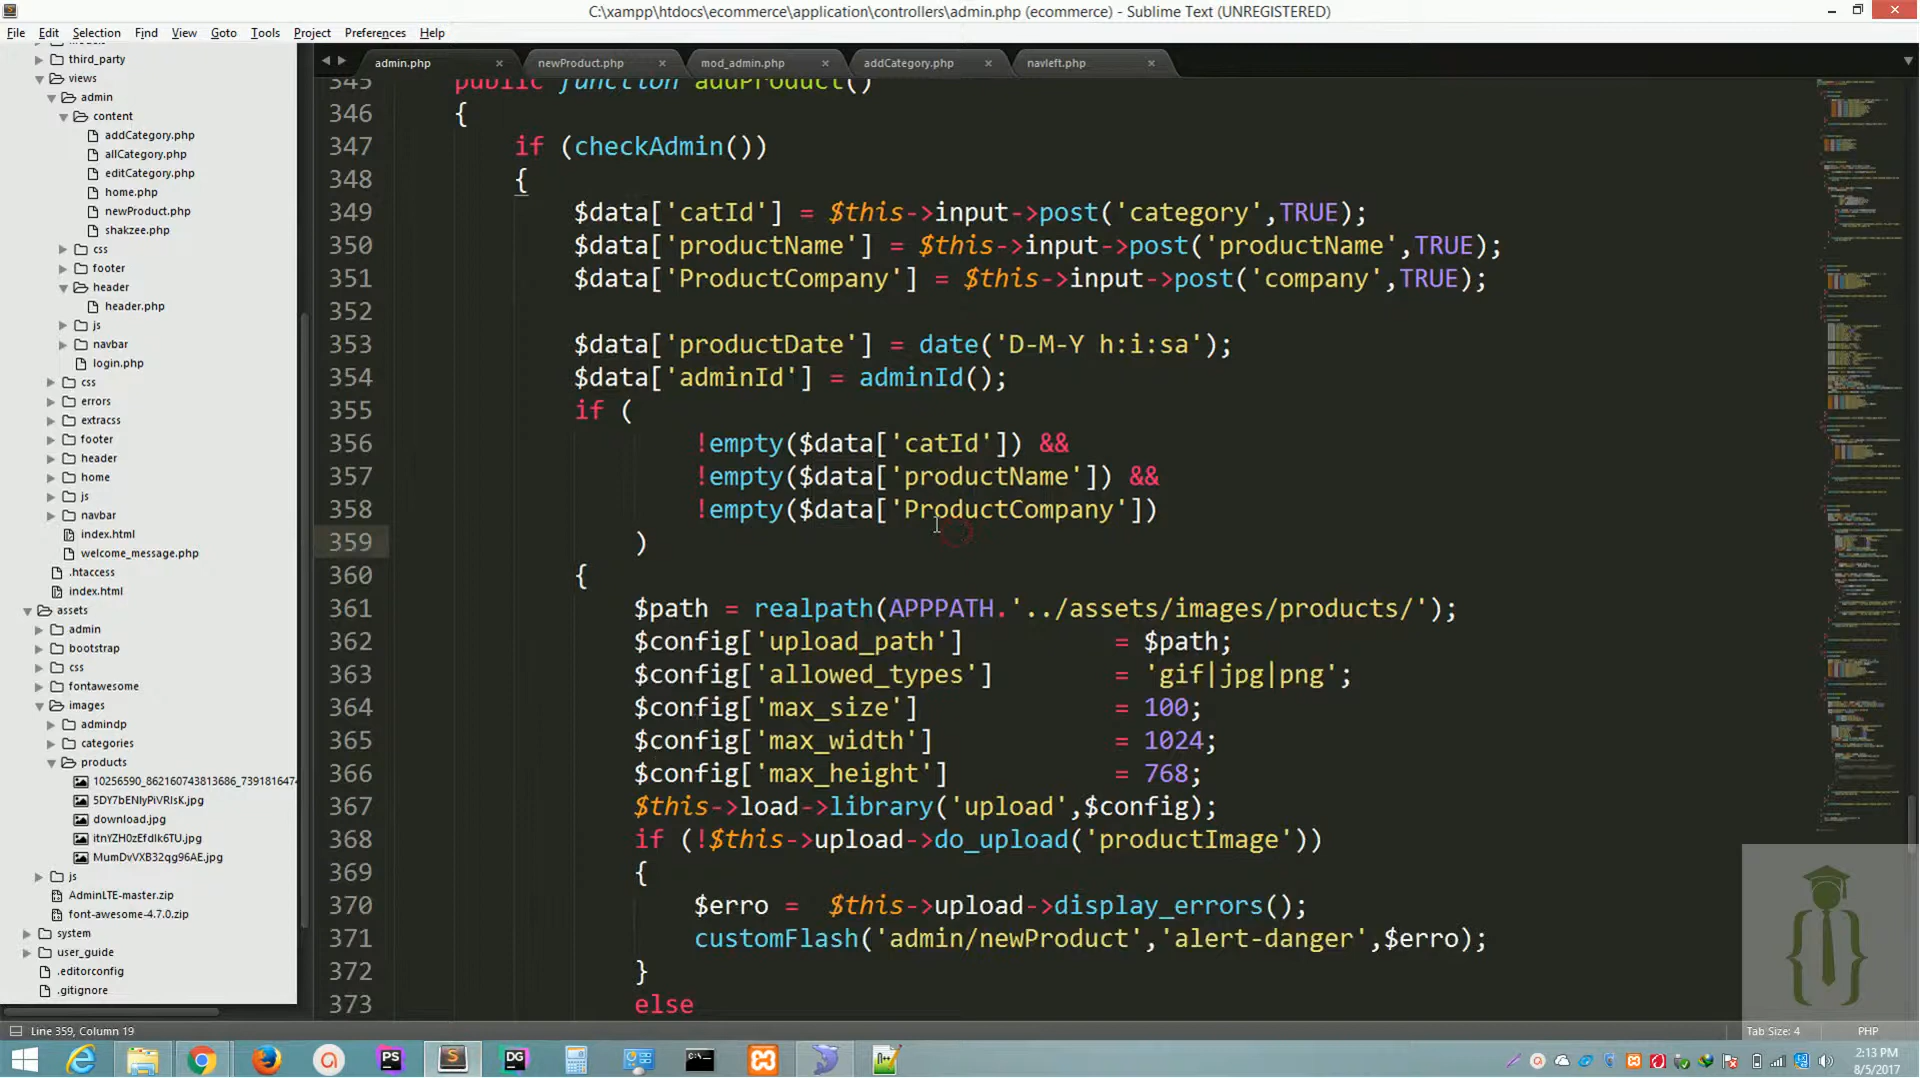 C:\xampp\htdocs\ecommerce\application\controllers\admin.php (ecommerce) - Sublime Text (UNREGISTERED)
File Edit Selection Find View Goto Tools Project Preferences Help
third_party
views
admin
content
addCategory.php
allCategory.php
editCategory.php
home.php
newProduct.php
shakzee.php
css
footer
header
header.php
js
navbar
login.php
css
errors
extracss
footer
header
home
js
navbar
index.html
welcome_message.php
.htaccess
index.html
assets
admin
bootstrap
css
fontawesome
images
admindp
categories
products
10256590_862160743813686_7391816474
5DY7bENIyPiVRIsK.jpg
download.jpg
itnYZH0zEfdIk6TU.jpg
MumDvVXB32qg96AE.jpg
js
AdminLTE-master.zip
font-awesome-4.7.0.zip
system
user_guide
.editorconfig
.gitignore
admin.php newProduct.php mod_admin.php addCategory.php navleft.php
345 public function addProduct()
346 {
347 if (checkAdmin())
348 {
349 $data['catId'] = $this->input->post('category',TRUE);
350 $data['productName'] = $this->input->post('productName',TRUE);
351 $data['ProductCompany'] = $this->input->post('company',TRUE);
352
353 $data['productDate'] = date('D-M-Y h:i:sa');
354 $data['adminId'] = adminId();
355 if (
356 !empty($data['catId']) &&
357 !empty($data['productName']) &&
358 !empty($data['ProductCompany'])
359 )
360 {
361 $path = realpath(APPPATH.'../assets/images/products/');
362 $config['upload_path'] = $path;
363 $config['allowed_types'] = 'gif|jpg|png';
364 $config['max_size'] = 100;
365 $config['max_width'] = 1024;
366 $config['max_height'] = 768;
367 $this->load->library('upload',$config);
368 if (!$this->upload->do_upload('productImage'))
369 {
370 $erro = $this->upload->display_errors();
371 customFlash('admin/newProduct','alert-danger',$erro);
372 }
373 else
Line 359, Column 19
Tab Size: 4 PHP
PS
S
DG
2:13 PM
8/5/2017